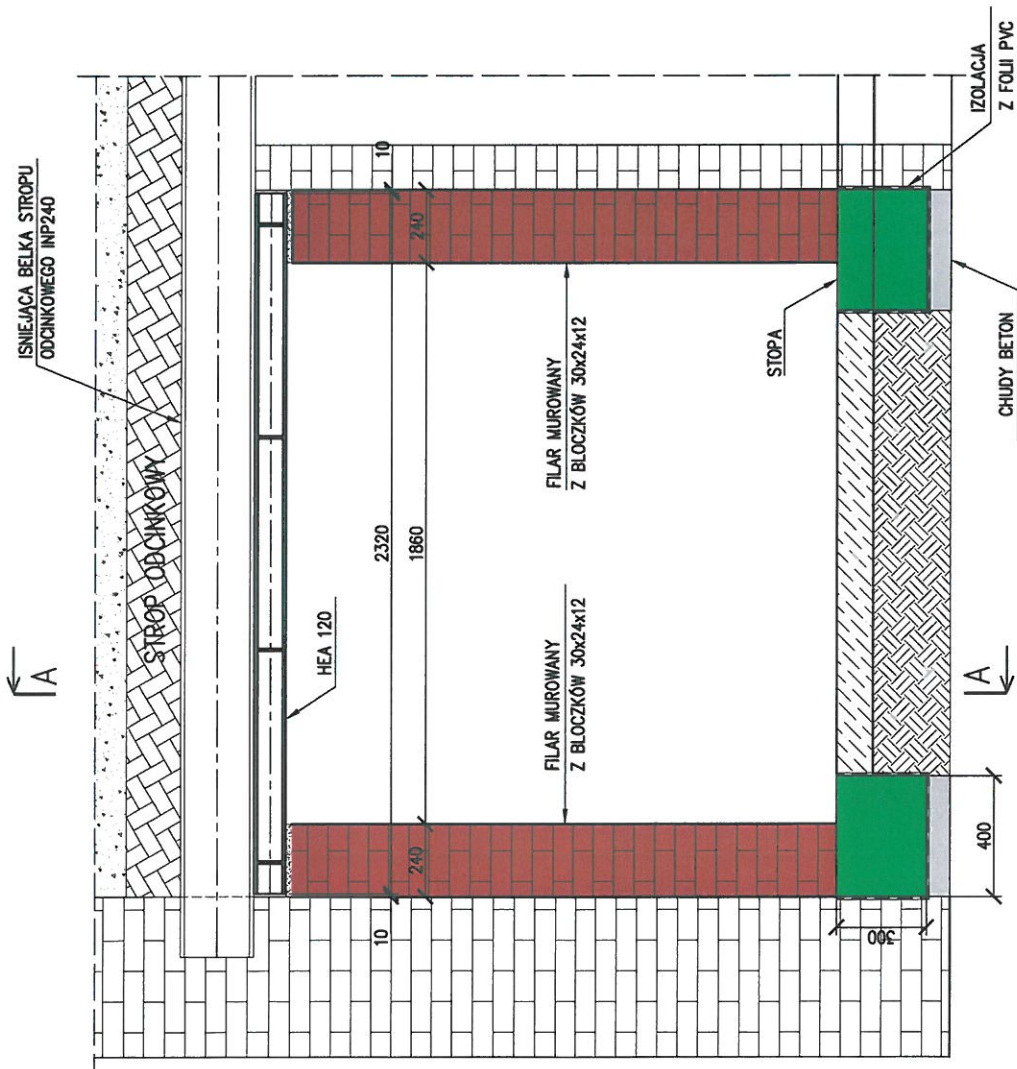 ISNIEJĄCA BELKA STROPU
ODCINKOWEGO INP240
STROP ODCINKOWY
A
HEA 120
10
2320
10
240
1860
240
FILAR MUROWANY
Z BLOCZKÓW 30x24x12
FILAR MUROWANY
Z BLOCZKÓW 30x24x12
STOPA
A
300
400
CHUDY BETON
IZOLACJA
Z FOLII PVC